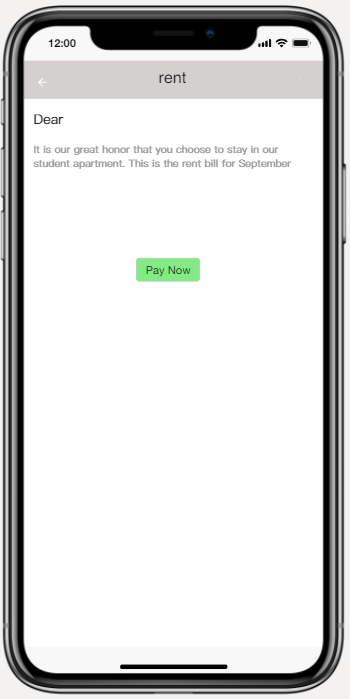 12:00
rent
Dear
It is our great honor that you choose to stay in our
student apartment. This is the rent bill for September
Pay Now